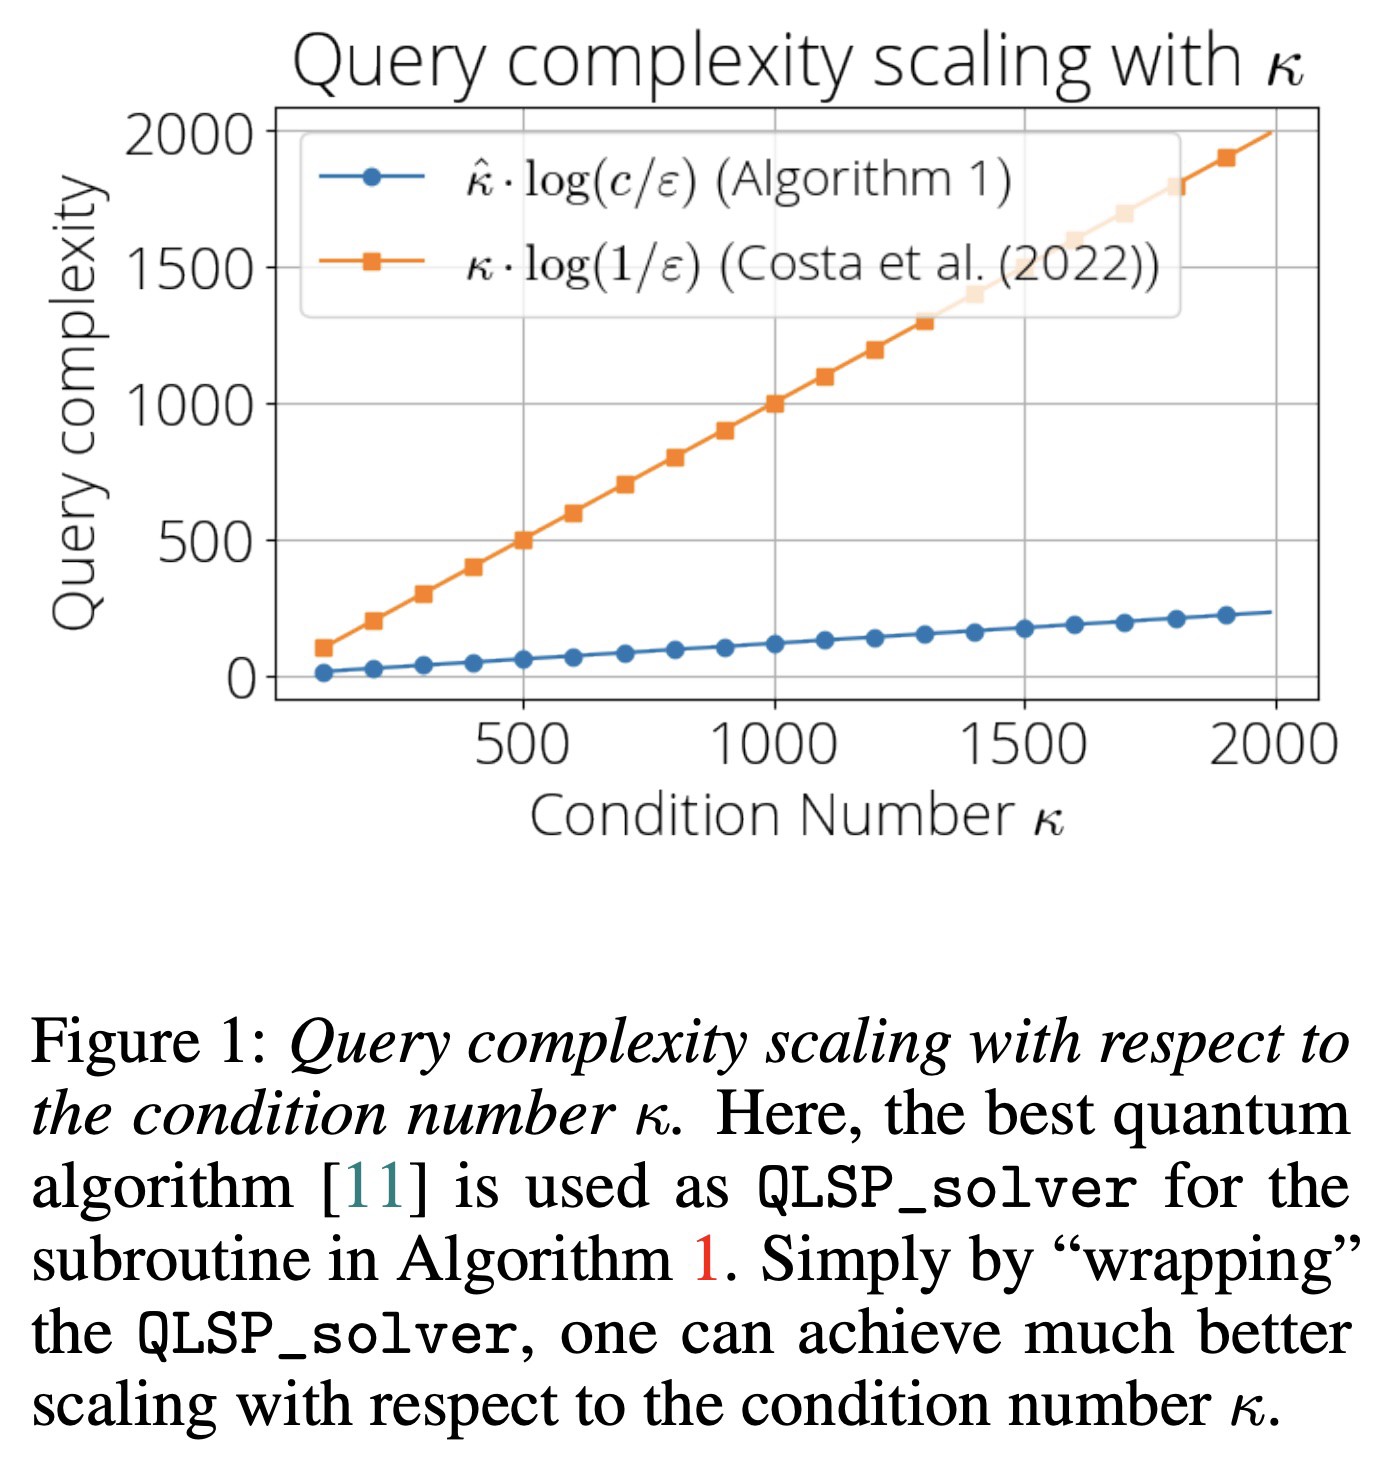 Query complexity scaling with κ
2000
1500
1000
500
0
Query complexity
κ̂ · log(c/ε) (Algorithm 1)
κ · log(1/ε) (Costa et al. (2022))
500 1000 1500 2000
Condition Number κ
Figure 1: Query complexity scaling with respect to
the condition number κ. Here, the best quantum
algorithm [11] is used as QLSP_solver for the
subroutine in Algorithm 1. Simply by “wrapping”
the QLSP_solver, one can achieve much better
scaling with respect to the condition number κ.